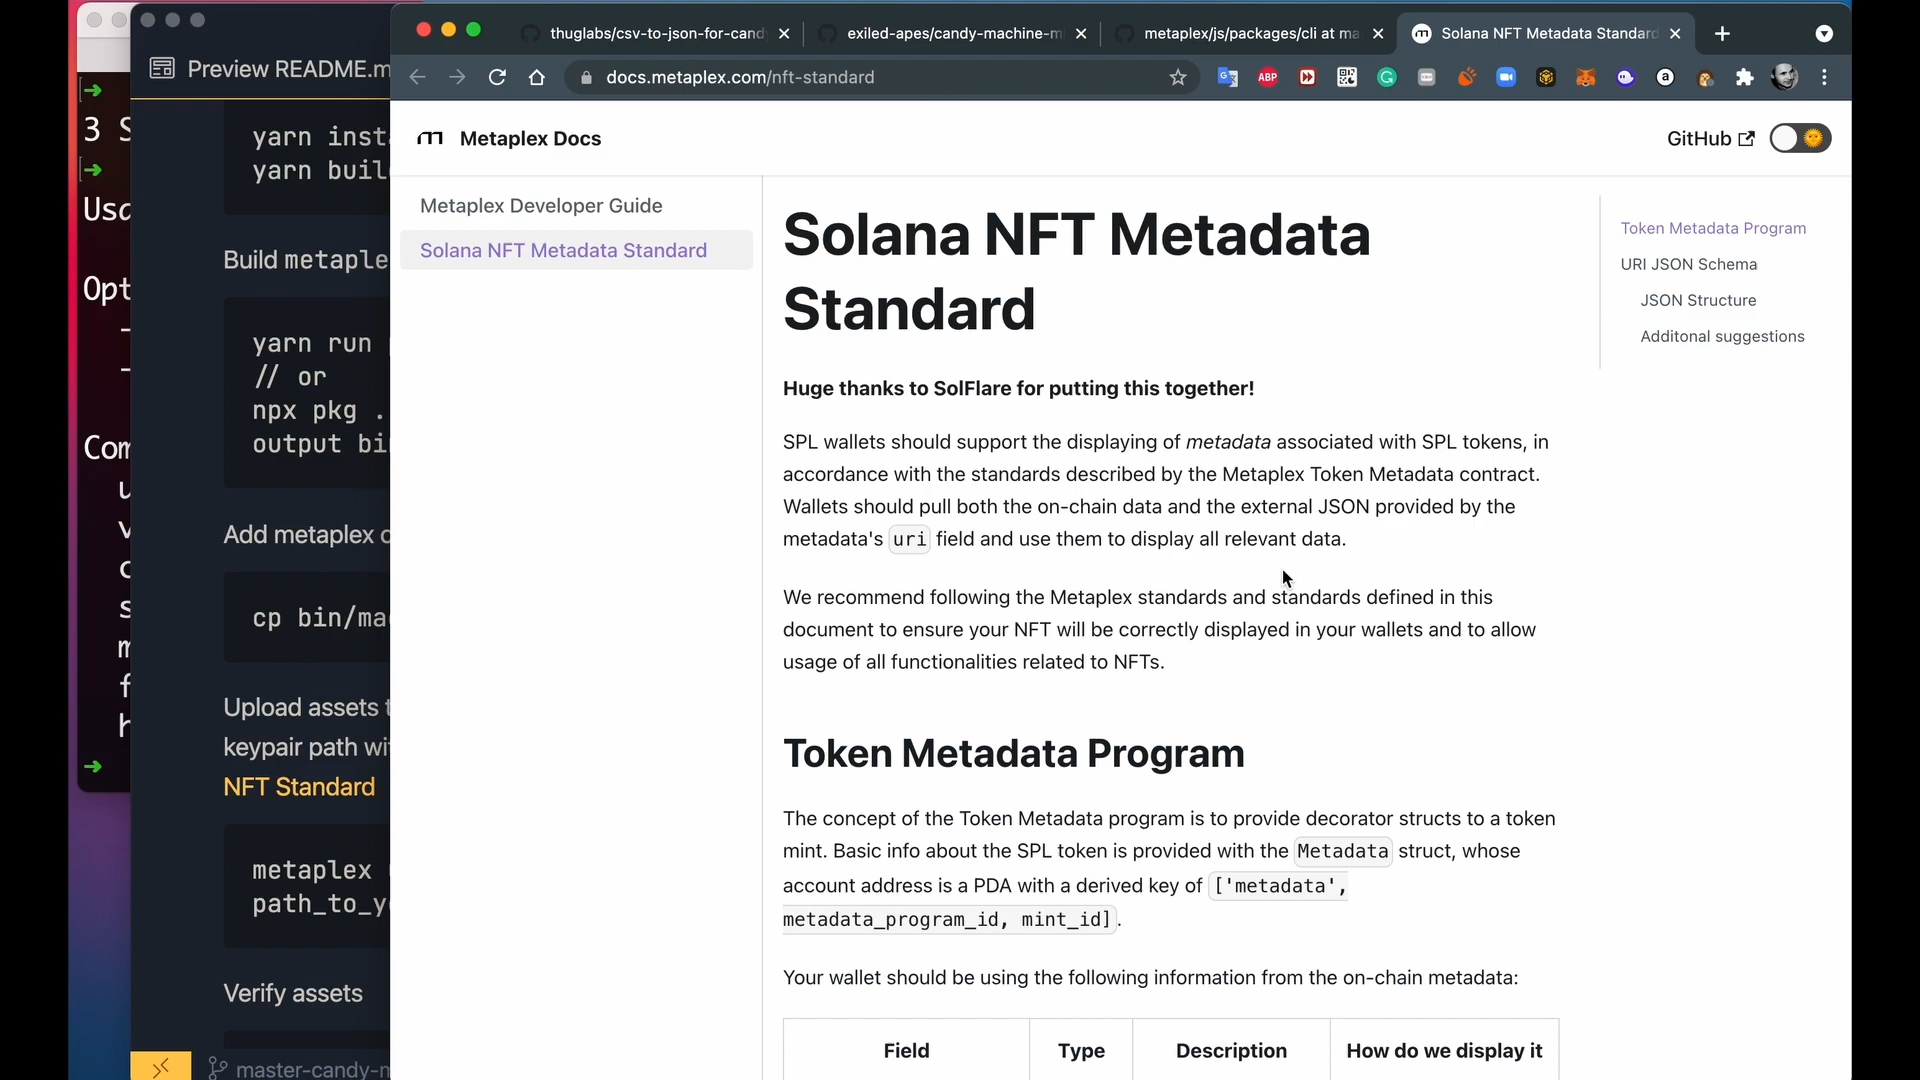 thuglabs/csv-to-json-for-cand
exiled-apes/candy-machine-m
metaplex/js/packages/cli at ma
Solana NFT Metadata Standard
docs.metaplex.com/nft-standard
ABP
Preview README.m
3 S
Usa
Opt
Com
u
v
c
s
m
f
h
yarn inst
yarn buil
Build metaple
yarn run
// or
npx pkg .
output bi
Add metaplex c
cp bin/ma
Upload assets t
keypair path wi
NFT Standard
metaplex
path_to_y
Verify assets
master-candy-m
Metaplex Docs
GitHub
Metaplex Developer Guide
Solana NFT Metadata Standard
Solana NFT Metadata
Standard
Huge thanks to SolFlare for putting this together!
SPL wallets should support the displaying of metadata associated with SPL tokens, in
accordance with the standards described by the Metaplex Token Metadata contract.
Wallets should pull both the on-chain data and the external JSON provided by the
metadata's uri field and use them to display all relevant data.
We recommend following the Metaplex standards and standards defined in this
document to ensure your NFT will be correctly displayed in your wallets and to allow
usage of all functionalities related to NFTs.
Token Metadata Program
The concept of the Token Metadata program is to provide decorator structs to a token
mint. Basic info about the SPL token is provided with the Metadata struct, whose
account address is a PDA with a derived key of ['metadata',
metadata_program_id, mint_id].
Your wallet should be using the following information from the on-chain metadata:
Field Type Description How do we display it
Token Metadata Program
URI JSON Schema
JSON Structure
Additonal suggestions